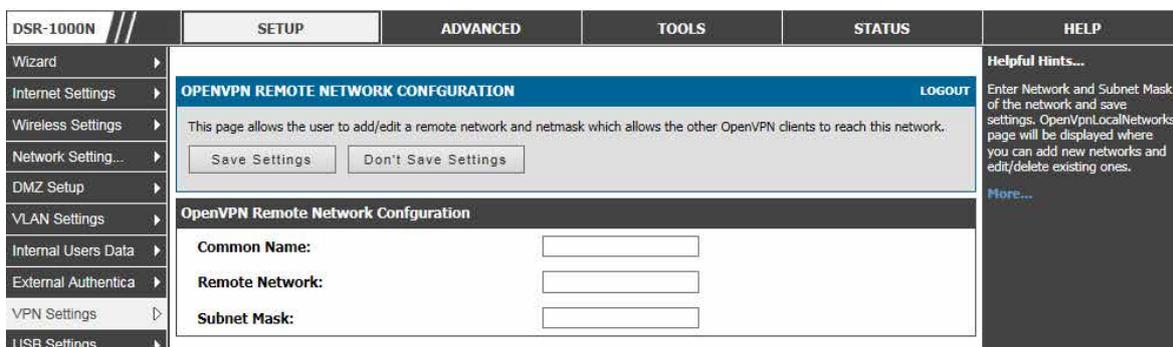 DSR-1000N
SETUP
ADVANCED
TOOLS
STATUS
HELP
Wizard
Internet Settings
Wireless Settings
Network Setting...
DMZ Setup
VLAN Settings
Internal Users Data
External Authentica
VPN Settings
USB Settings
OPENVPN REMOTE NETWORK CONFGURATION
LOGOUT
This page allows the user to add/edit a remote network and netmask which allows the other OpenVPN clients to reach this network.
Save Settings
Don't Save Settings
OpenVPN Remote Network Confguration
Common Name:
Remote Network:
Subnet Mask:
Helpful Hints...
Enter Network and Subnet Mask
of the network and save
settings. OpenVpnLocalNetworks
page will be displayed where
you can add new networks and
edit/delete existing ones.
More...